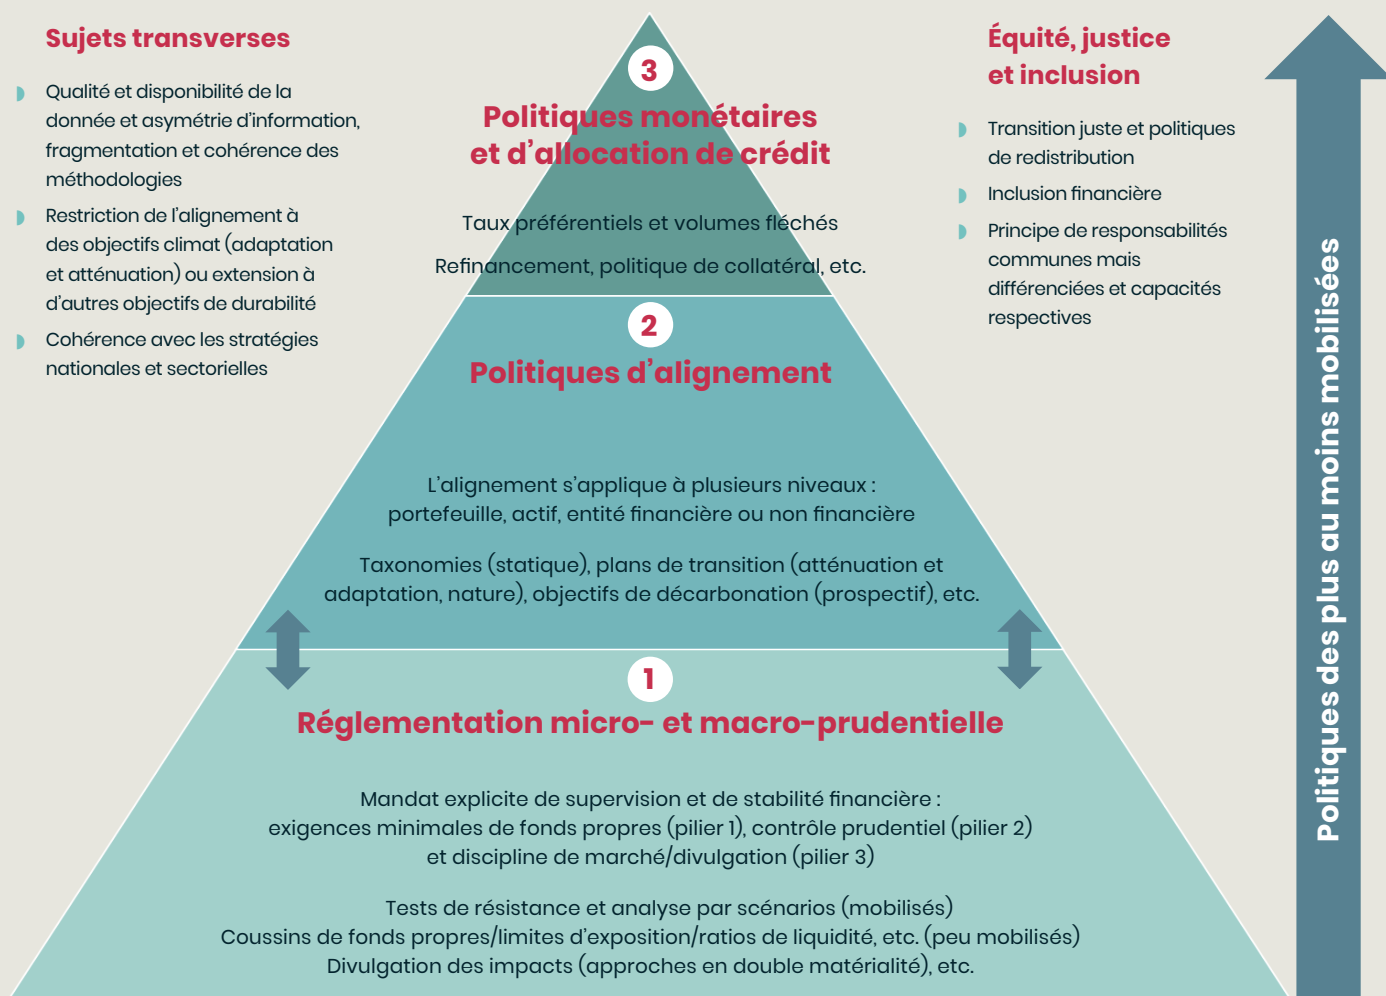 Sujets transverses
Qualité et disponibilité de la
donnée et asymétrie d’information,
fragmentation et cohérence des
méthodologies
Restriction de l’alignement à
des objectifs climat (adaptation
et atténuation) ou extension à
d’autres objectifs de durabilité
Cohérence avec les stratégies
nationales et sectorielles
3
Politiques monétaires
et d’allocation de crédit
Taux préférentiels et volumes fléchés
Refinancement, politique de collatéral, etc.
2
Politiques d’alignement
L’alignement s’applique à plusieurs niveaux :
portefeuille, actif, entité financière ou non financière
Taxonomies (statique), plans de transition (atténuation et
adaptation, nature), objectifs de décarbonation (prospectif), etc.
1
Réglementation micro- et macro-prudentielle
Mandat explicite de supervision et de stabilité financière :
exigences minimales de fonds propres (pilier 1), contrôle prudentiel (pilier 2)
et discipline de marché/divulgation (pilier 3)
Tests de résistance et analyse par scénarios (mobilisés)
Coussins de fonds propres/limites d’exposition/ratios de liquidité, etc. (peu mobilisés)
Divulgation des impacts (approches en double matérialité), etc.
Équité, justice
et inclusion
Transition juste et politiques
de redistribution
Inclusion financière
Principe de responsabilités
communes mais
différenciées et capacités
respectives
Politiques des plus au moins mobilisées